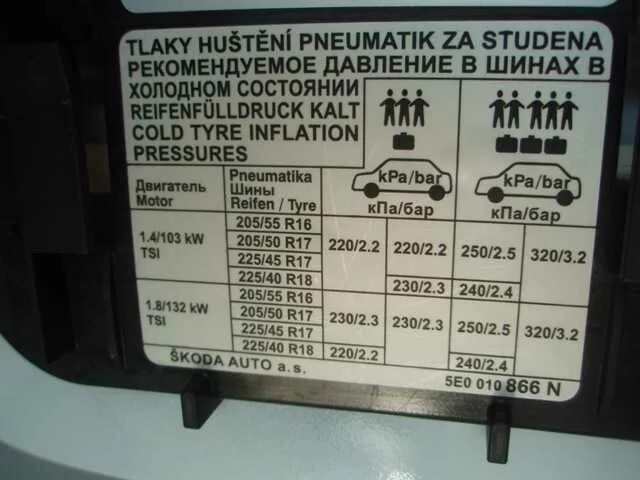 TLAKY HUŠTĚNÍ PNEUMATIK ZA STUDENA
РЕКОМЕНДУЕМОЕ ДАВЛЕНИЕ В ШИНАХ В
ХОЛОДНОМ СОСТОЯНИИ
REIFENFÜLLDRUCK KALT
COLD TYRE INFLATION
PRESSURES
kPa/bar kPa/bar
кПа/бар кПа/бар
Двигатель
Motor
Pneumatika
Шины
Reifen / Tyre
1.4/103 kW
TSI
205/55 R16
205/50 R17
225/45 R17
225/40 R18
220/2.2
220/2.2
230/2.3
250/2.5
240/2.4
320/3.2
1.8/132 kW
TSI
205/55 R16
205/50 R17
225/45 R17
225/40 R18
230/2.3
220/2.2
230/2.3
250/2.5
240/2.4
320/3.2
ŠKODA AUTO a.s.
5E0 010 866 N